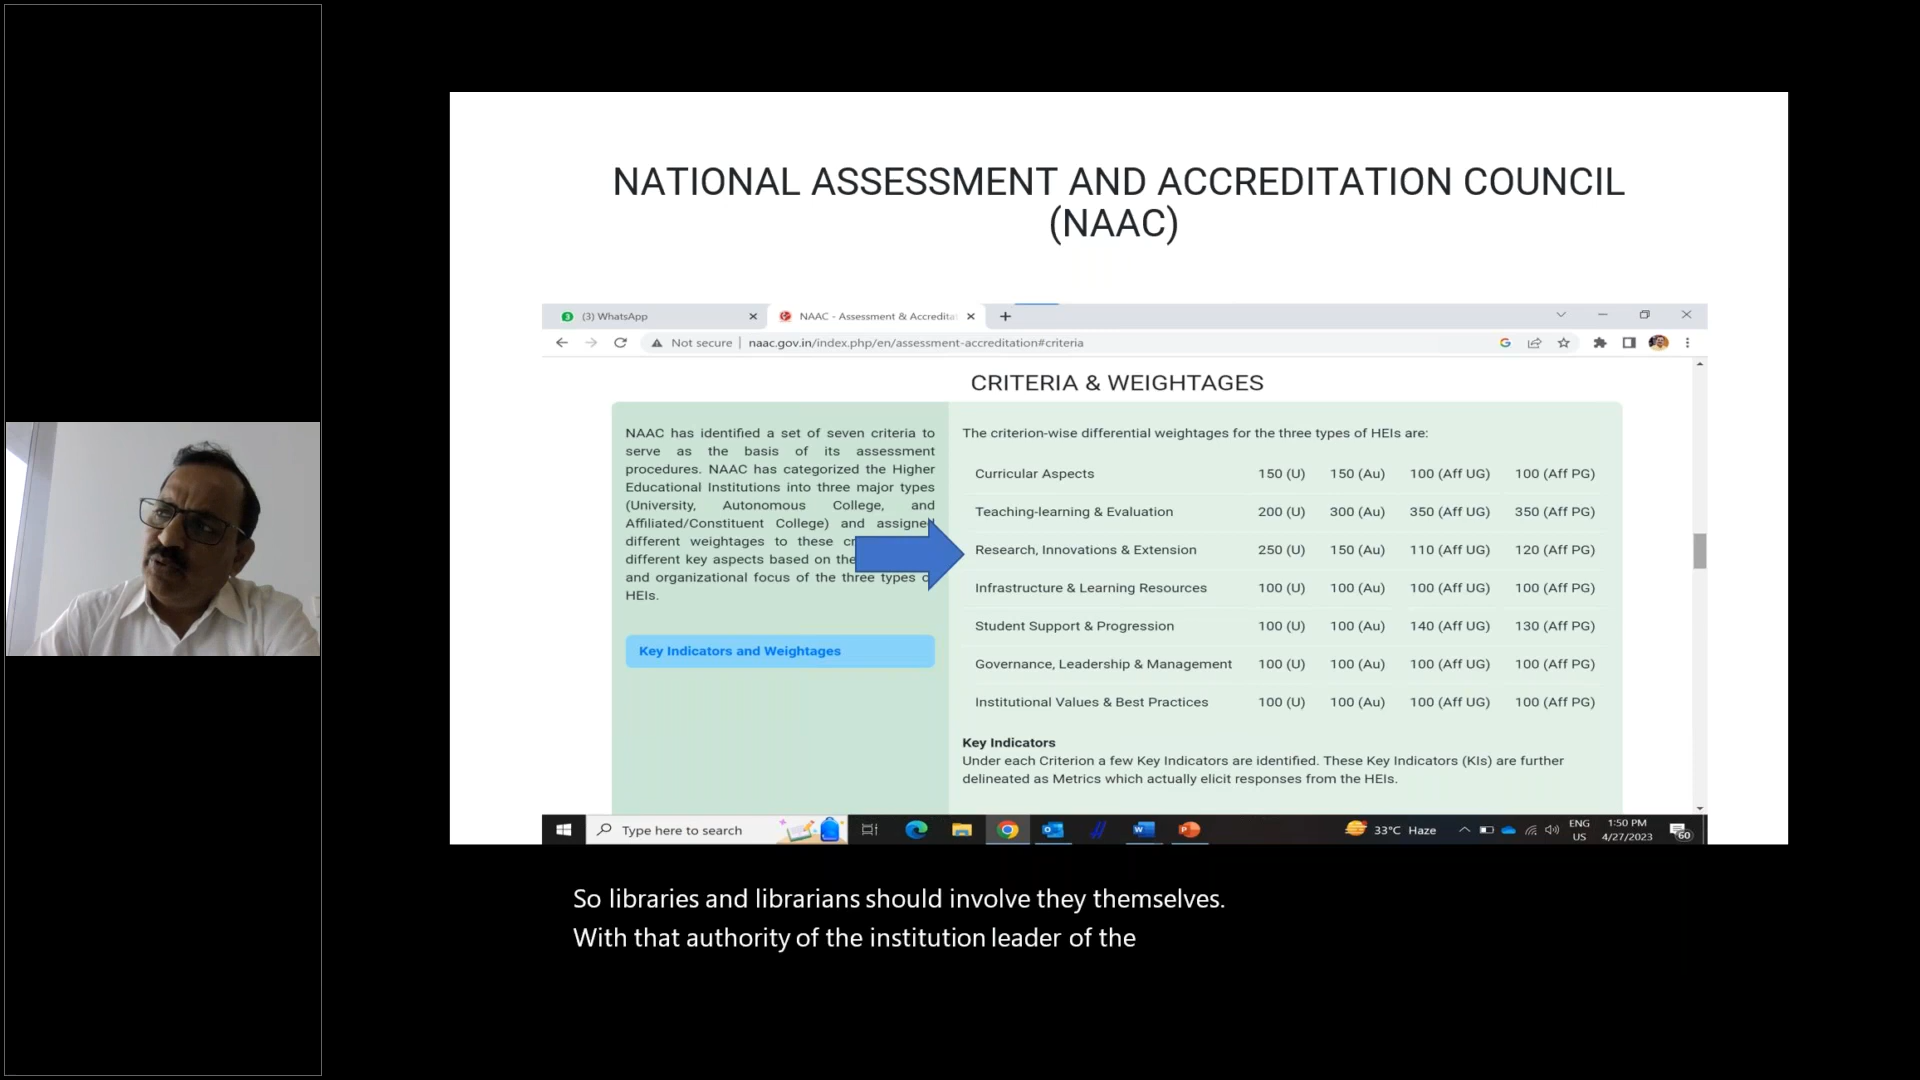 NATIONAL ASSESSMENT AND ACCREDITATION COUNCIL
(NAAC)
(3) WhatsApp
NAAC - Assessment & Accredita
Not secure | naac.gov.in/index.php/en/assessment-accreditation#criteria
CRITERIA & WEIGHTAGES
NAAC has identified a set of seven criteria to
serve as the basis of its assessment
procedures. NAAC has categorized the Higher
Educational Institutions into three major types
(University, Autonomous College, and
Affiliated/Constituent College) and assigned
different weightages to these
different key aspects based on the
and organizational focus of the three types
HEIs.
Key Indicators and Weightages
The criterion-wise differential weightages for the three types of HEIs are:
Curricular Aspects 150 (U) 150 (Au) 100 (Aff UG) 100 (Aff PG)
Teaching-learning & Evaluation 200 (U) 300 (Au) 350 (Aff UG) 350 (Aff PG)
Research, Innovations & Extension 250 (U) 150 (Au) 110 (Aff UG) 120 (Aff PG)
Infrastructure & Learning Resources 100 (U) 100 (Au) 100 (Aff UG) 100 (Aff PG)
Student Support & Progression 100 (U) 100 (Au) 140 (Aff UG) 130 (Aff PG)
Governance, Leadership & Management 100 (U) 100 (Au) 100 (Aff UG) 100 (Aff PG)
Institutional Values & Best Practices 100 (U) 100 (Au) 100 (Aff UG) 100 (Aff PG)
Key Indicators
Under each Criterion a few Key Indicators are identified. These Key Indicators (KIs) are further
delineated as Metrics which actually elicit responses from the HEIs.
Type here to search
33°C Haze
ENG
US
1:50 PM
4/27/2023
60
So libraries and librarians should involve they themselves.
With that authority of the institution leader of the